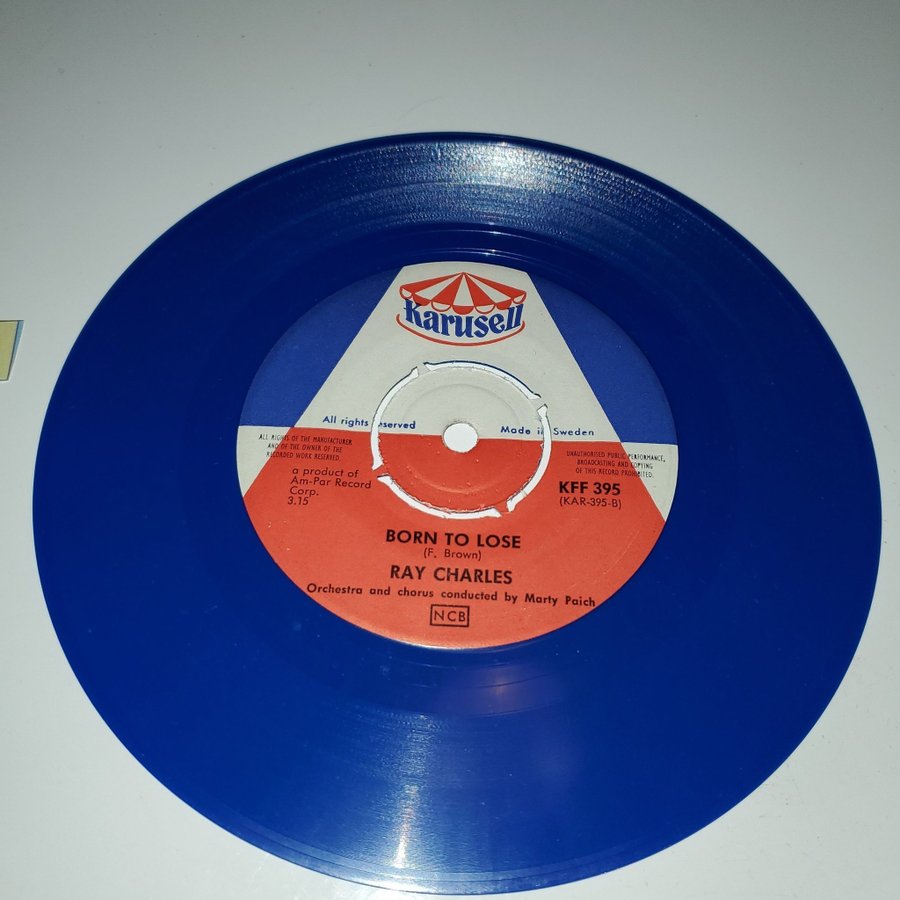 Karusell
All rights reserved
Made in Sweden
ALL RIGHTS OF THE MANUFACTURER
AND OF THE OWNER OF THE
RECORDED WORK RESERVED.
UNAUTHORISED PUBLIC PERFORMANCE,
BROADCASTING AND COPYING
OF THIS RECORD PROHIBITED.
a product of
Am-Par Record
Corp.
3.15
KFF 395
(KAR-395-B)
BORN TO LOSE
(F. Brown)
RAY CHARLES
Orchestra and chorus conducted by Marty Paich
NCB